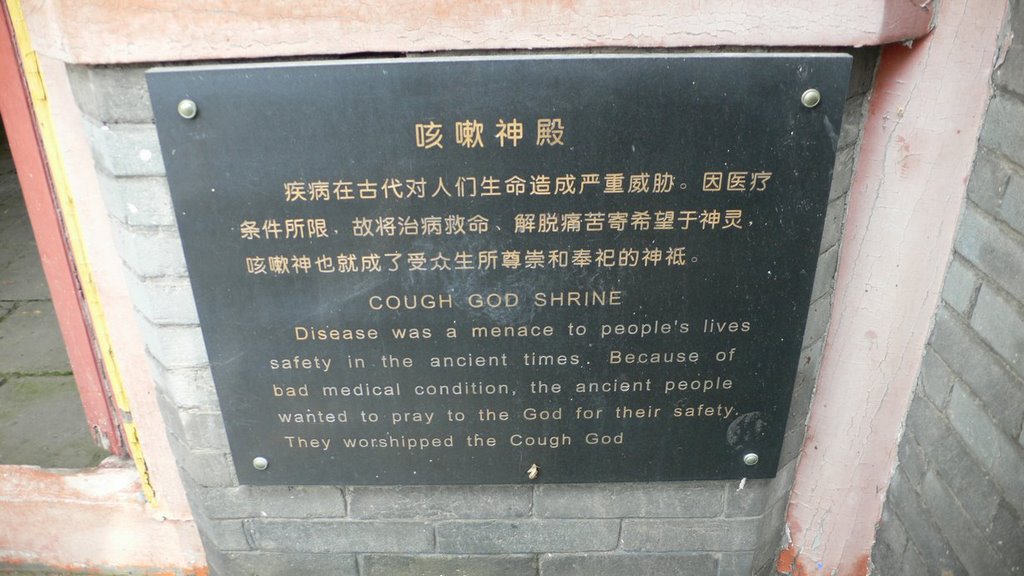 咳嗽神殿
疾病在古代对人们生命造成严重威胁。因医疗
条件所限，故将治病救命、解脱痛苦寄希望于神灵，
咳嗽神也就成了受众生所尊崇和奉祀的神祗。
COUGH GOD SHRINE
Disease was a menace to people's lives
safety in the ancient times. Because of
bad medical condition, the ancient people
wanted to pray to the God for their safety.
They worshipped the Cough God